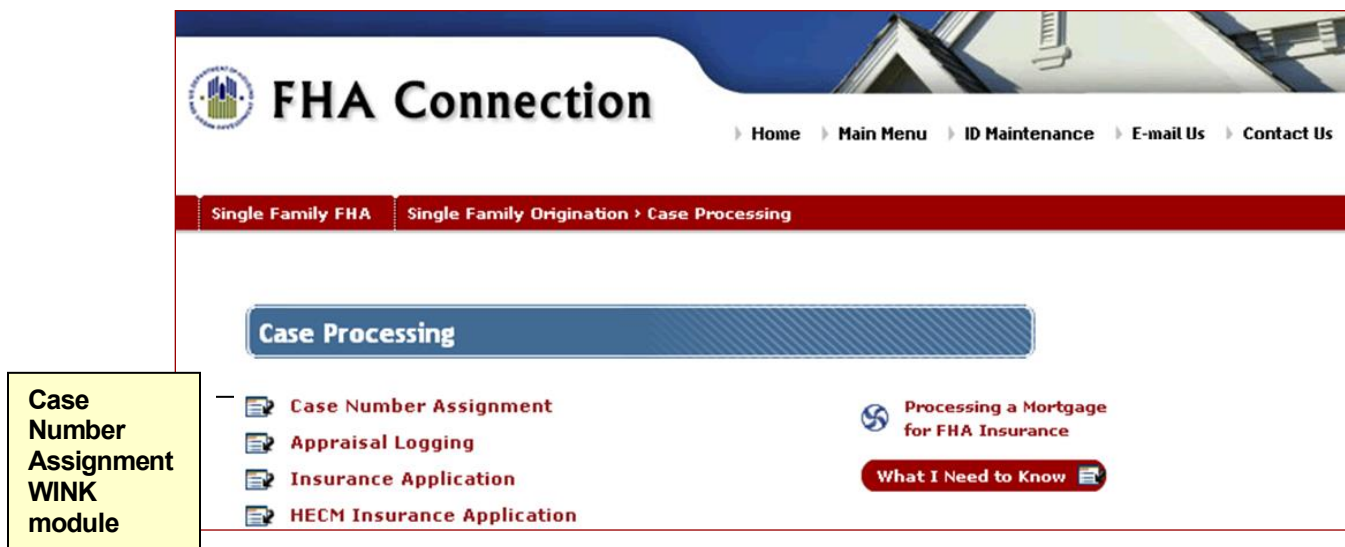 FHA Connection
Home Main Menu ID Maintenance E-mail Us Contact Us
Single Family FHA Single Family Origination › Case Processing
Case Processing
Case Number Assignment
Appraisal Logging
Insurance Application
HECM Insurance Application
Processing a Mortgage
for FHA Insurance
What I Need to Know
Case
Number
Assignment
WINK
module